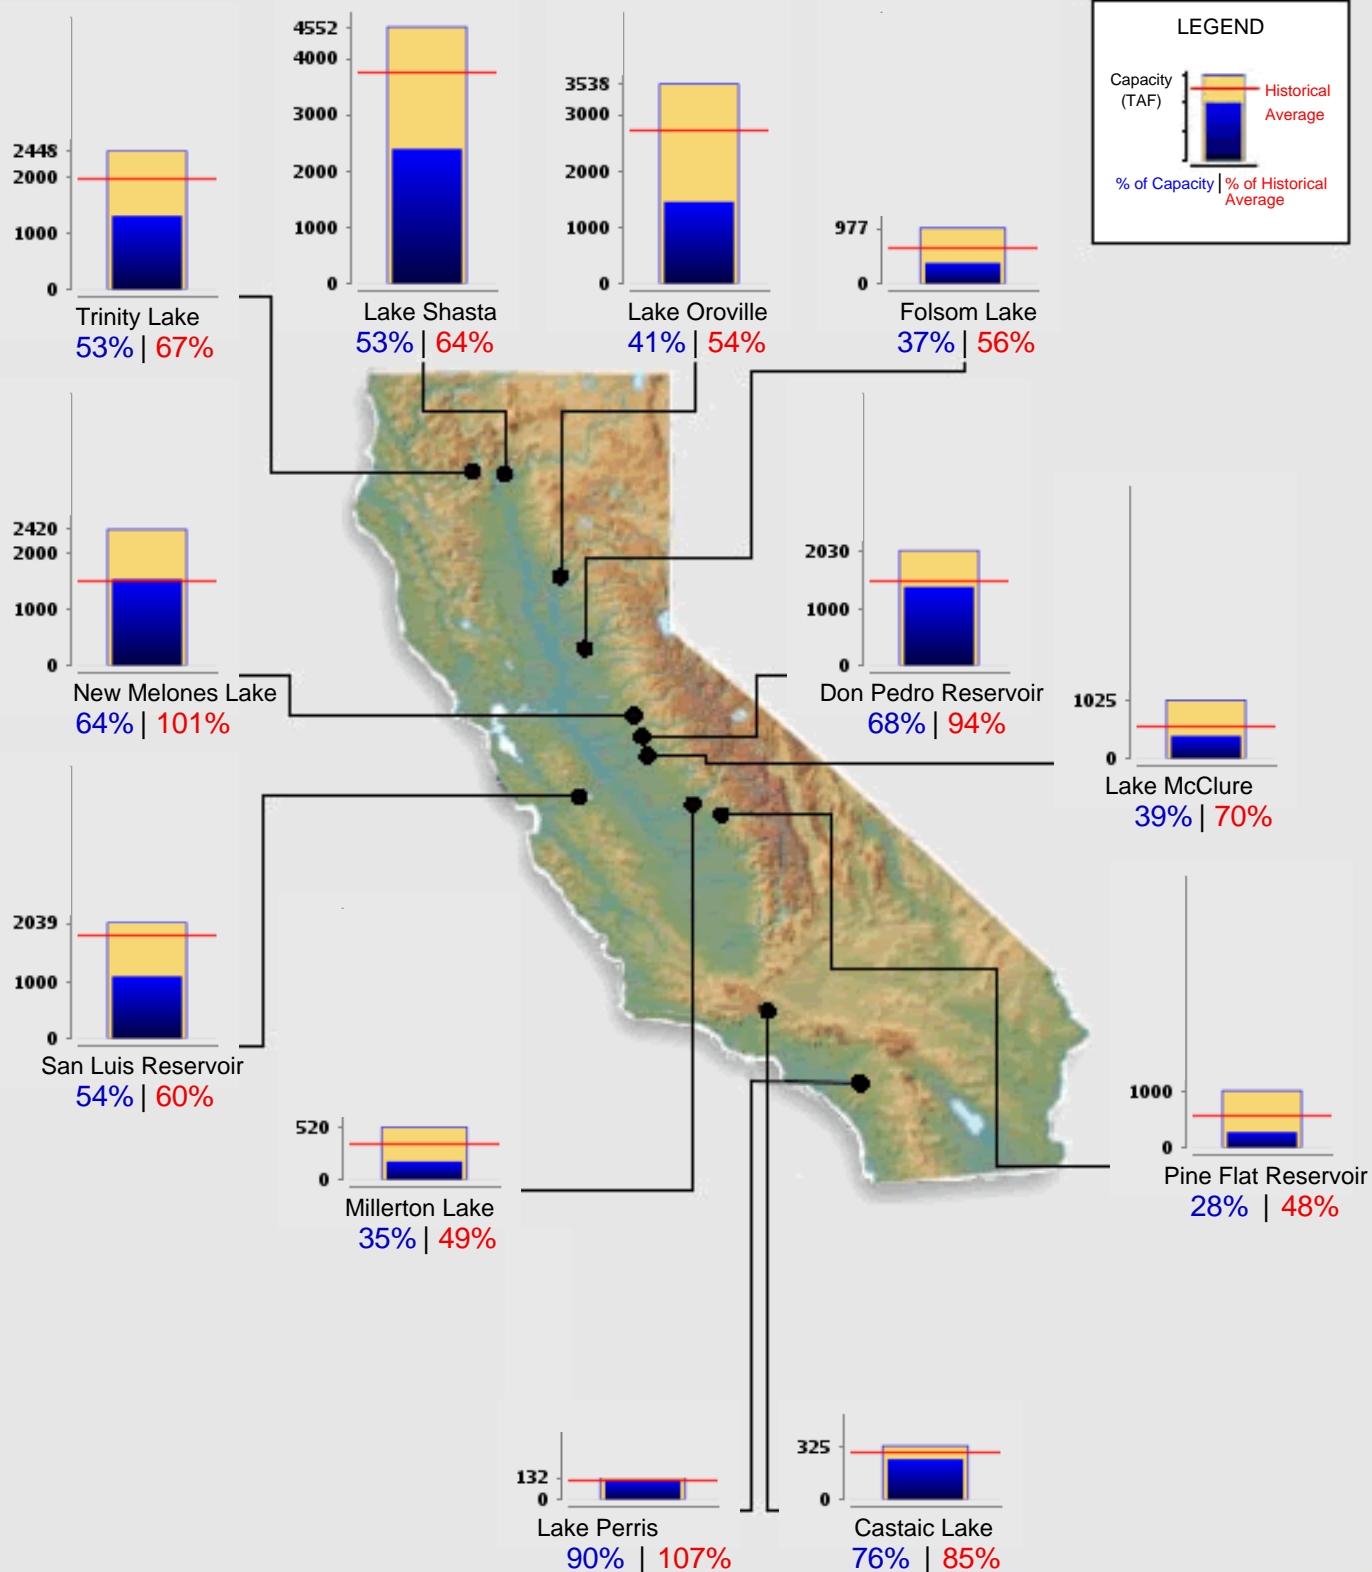 4552
4000
3000
2000
1000
0
Lake Shasta
53% | 64%
3538
3000
2000
1000
0
Lake Oroville
41% | 54%
977
0
Folsom Lake
37% | 56%
LEGEND
Capacity
(TAF)
Historical
Average
% of Capacity | % of Historical
Average
2448
2000
1000
0
Trinity Lake
53% | 67%
2420
2000
1000
0
New Melones Lake
64% | 101%
2030
1000
0
Don Pedro Reservoir
68% | 94%
1025
0
Lake McClure
39% | 70%
2039
1000
0
San Luis Reservoir
54% | 60%
520
0
Millerton Lake
35% | 49%
1000
0
Pine Flat Reservoir
28% | 48%
132
0
Lake Perris
90% | 107%
325
0
Castaic Lake
76% | 85%